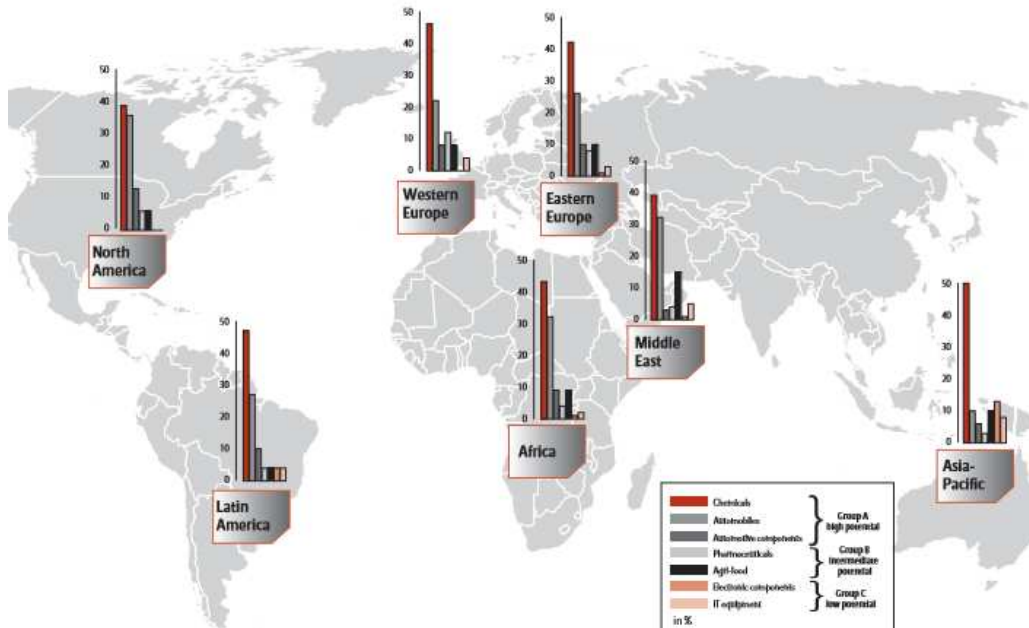 50
40
30
20
10
0
North
America
50
40
30
20
10
0
Western
Europe
50
40
30
20
10
0
Eastern
Europe
50
40
30
20
10
0
Middle
East
50
40
30
20
10
0
Africa
50
40
30
20
10
0
Latin
America
50
40
30
20
10
0
Asia-
Pacific
Chemicals
Automobiles
Automotive components
Group A
high potential
Pharmaceuticals
Agri-food
Group B
intermediate
potential
Electronic components
IT equipment
Group C
low potential
in %